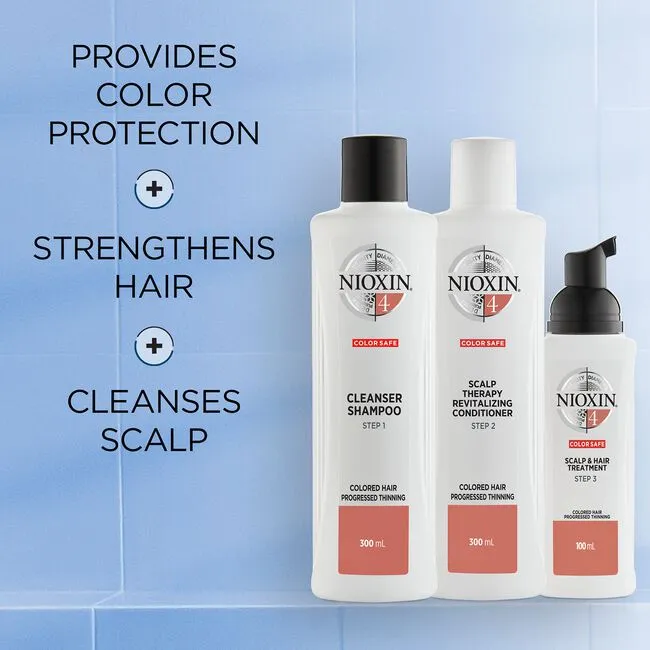 PROVIDES
COLOR
PROTECTION
+
STRENGTHENS
HAIR
+
CLEANSES
SCALP
NIOXIN
4
COLOR SAFE
CLEANSER
SHAMPOO
STEP 1
COLORED HAIR
PROGRESSED THINNING
300 mL
NIOXIN
4
COLOR SAFE
SCALP
THERAPY
REVITALIZING
CONDITIONER
STEP 2
COLORED HAIR
PROGRESSED THINNING
300 mL
NIOXIN
4
COLOR SAFE
SCALP & HAIR
TREATMENT
STEP 3
COLORED HAIR
PROGRESSED THINNING
100 mL